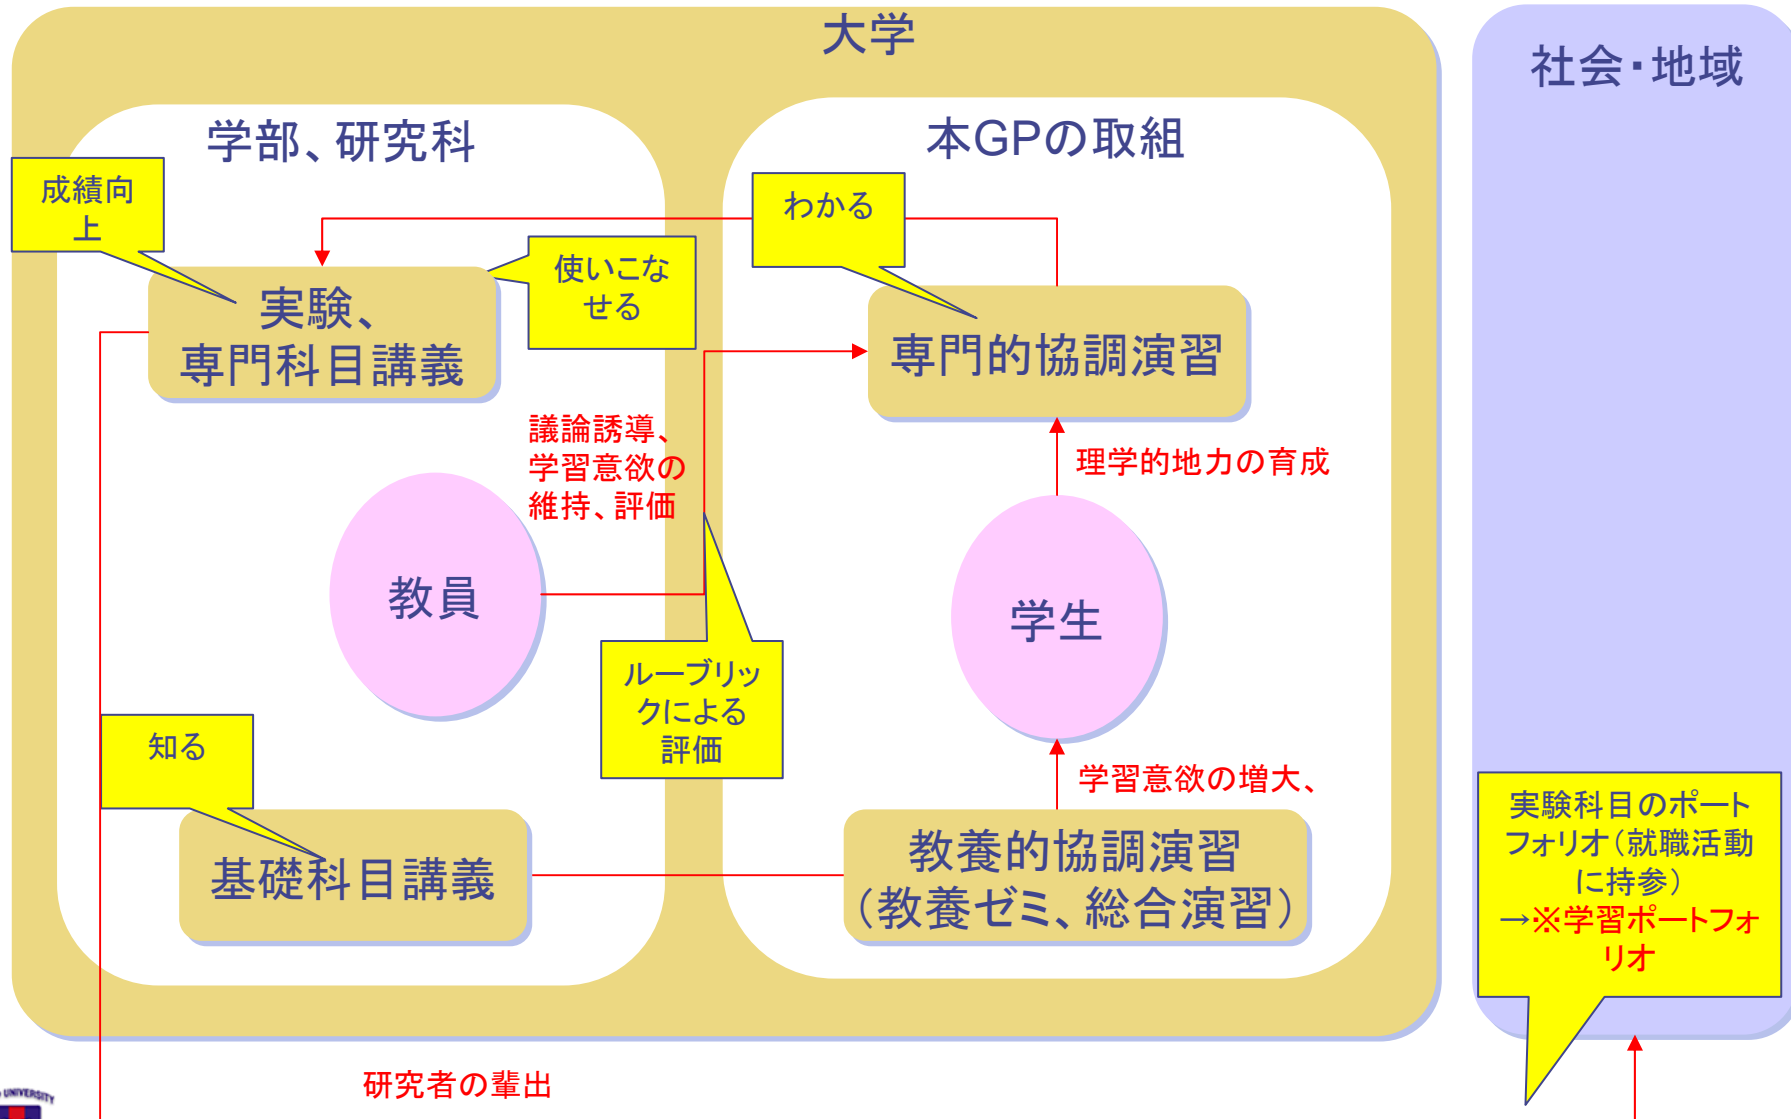 大学
社会・地域
学部、研究科
本GPの取組
成績向
上
わかる
使いこな
せる
実験、
専門科目講義
専門的協調演習
議論誘導、
学習意欲の
維持、評価
理学的地力の育成
教員
学生
ルーブリッ
クによる
評価
知る
学習意欲の増大、
実験科目のポート
フォリオ（就職活動
に持参）
→※学習ポートフォ
リオ
基礎科目講義
教養的協調演習
（教養ゼミ、総合演習）
研究者の輩出
UNIVERSITY